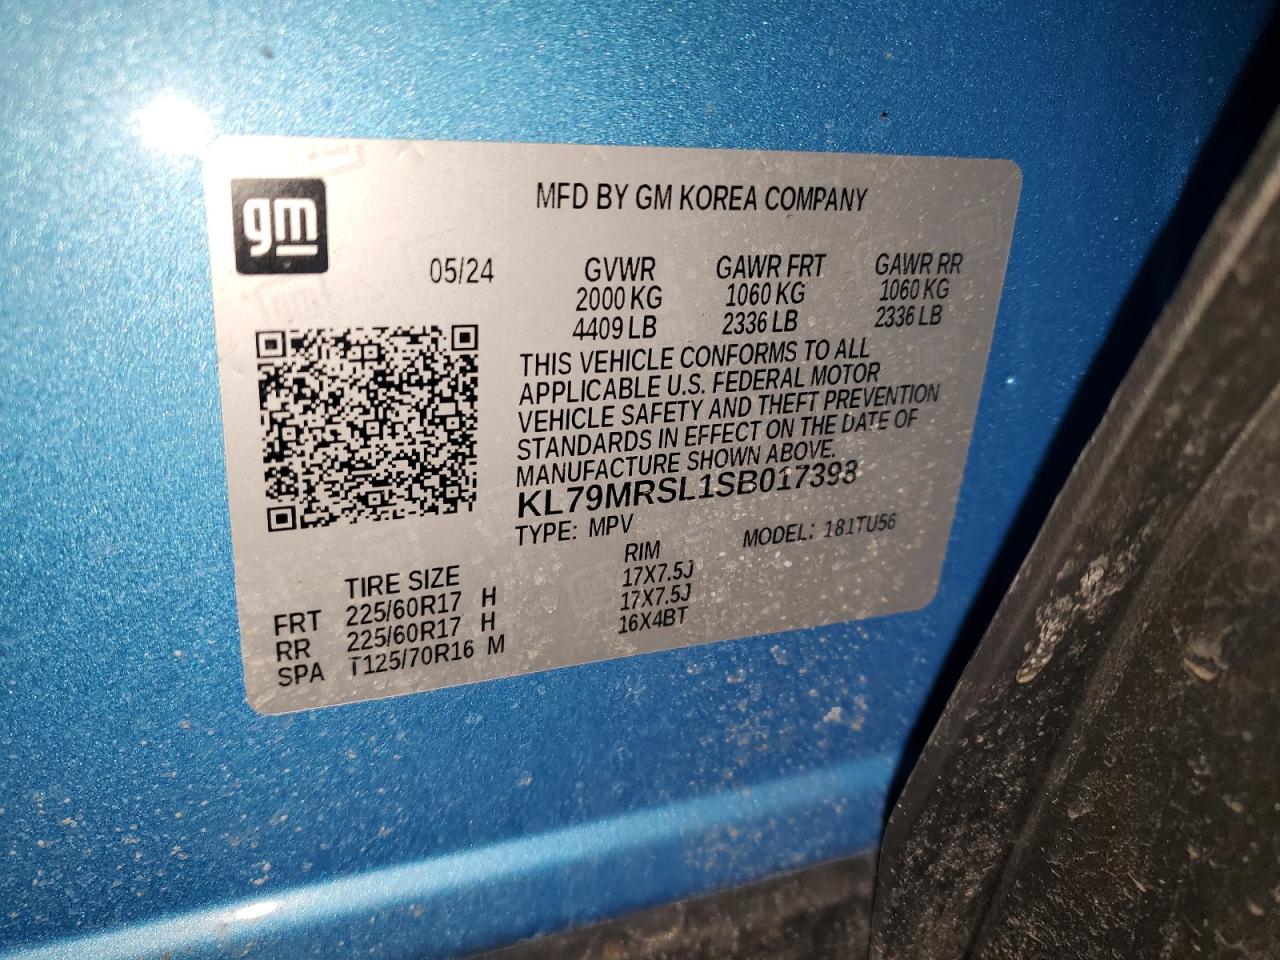 gm
MFD BY GM KOREA COMPANY
05/24
GVWR GAWR FRT GAWR RR
2000 KG 1060 KG 1060 KG
4409 LB 2336 LB 2336 LB
THIS VEHICLE CONFORMS TO ALL
APPLICABLE U.S. FEDERAL MOTOR
VEHICLE SAFETY AND THEFT PREVENTION
STANDARDS IN EFFECT ON THE DATE OF
MANUFACTURE SHOWN ABOVE.
KL79MRSL1SB017398
TYPE: MPV MODEL: 181TU56
TIRE SIZE RIM
FRT 225/60R17 H 17X7.5J
RR 225/60R17 H 17X7.5J
SPA T125/70R16 M 16X4BT